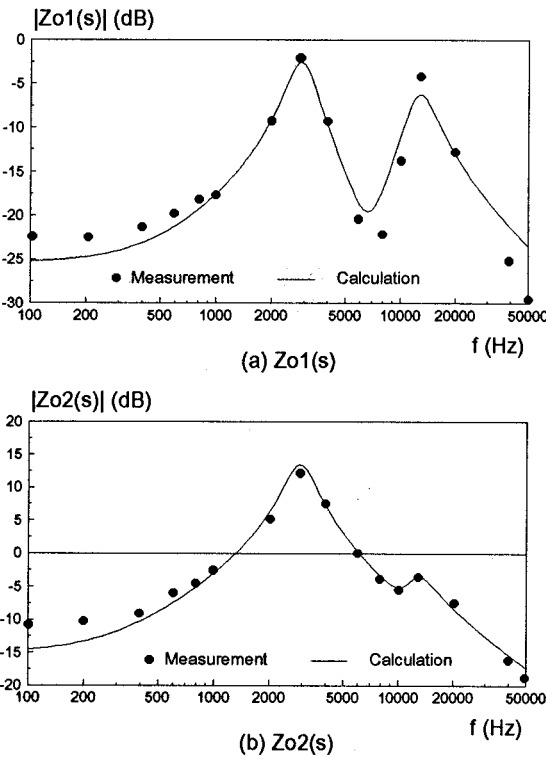 |Zo1(s)| (dB)
0
-5
-10
-15
-20
-25
-30
Measurement Calculation
100 200 500 1000 2000 5000 10000 20000 50000
f (Hz)
(a) Zo1(s)
|Zo2(s)| (dB)
20
15
10
5
0
-5
-10
-15
-20
Measurement Calculation
100 200 500 1000 2000 5000 10000 20000 50000
f (Hz)
(b) Zo2(s)